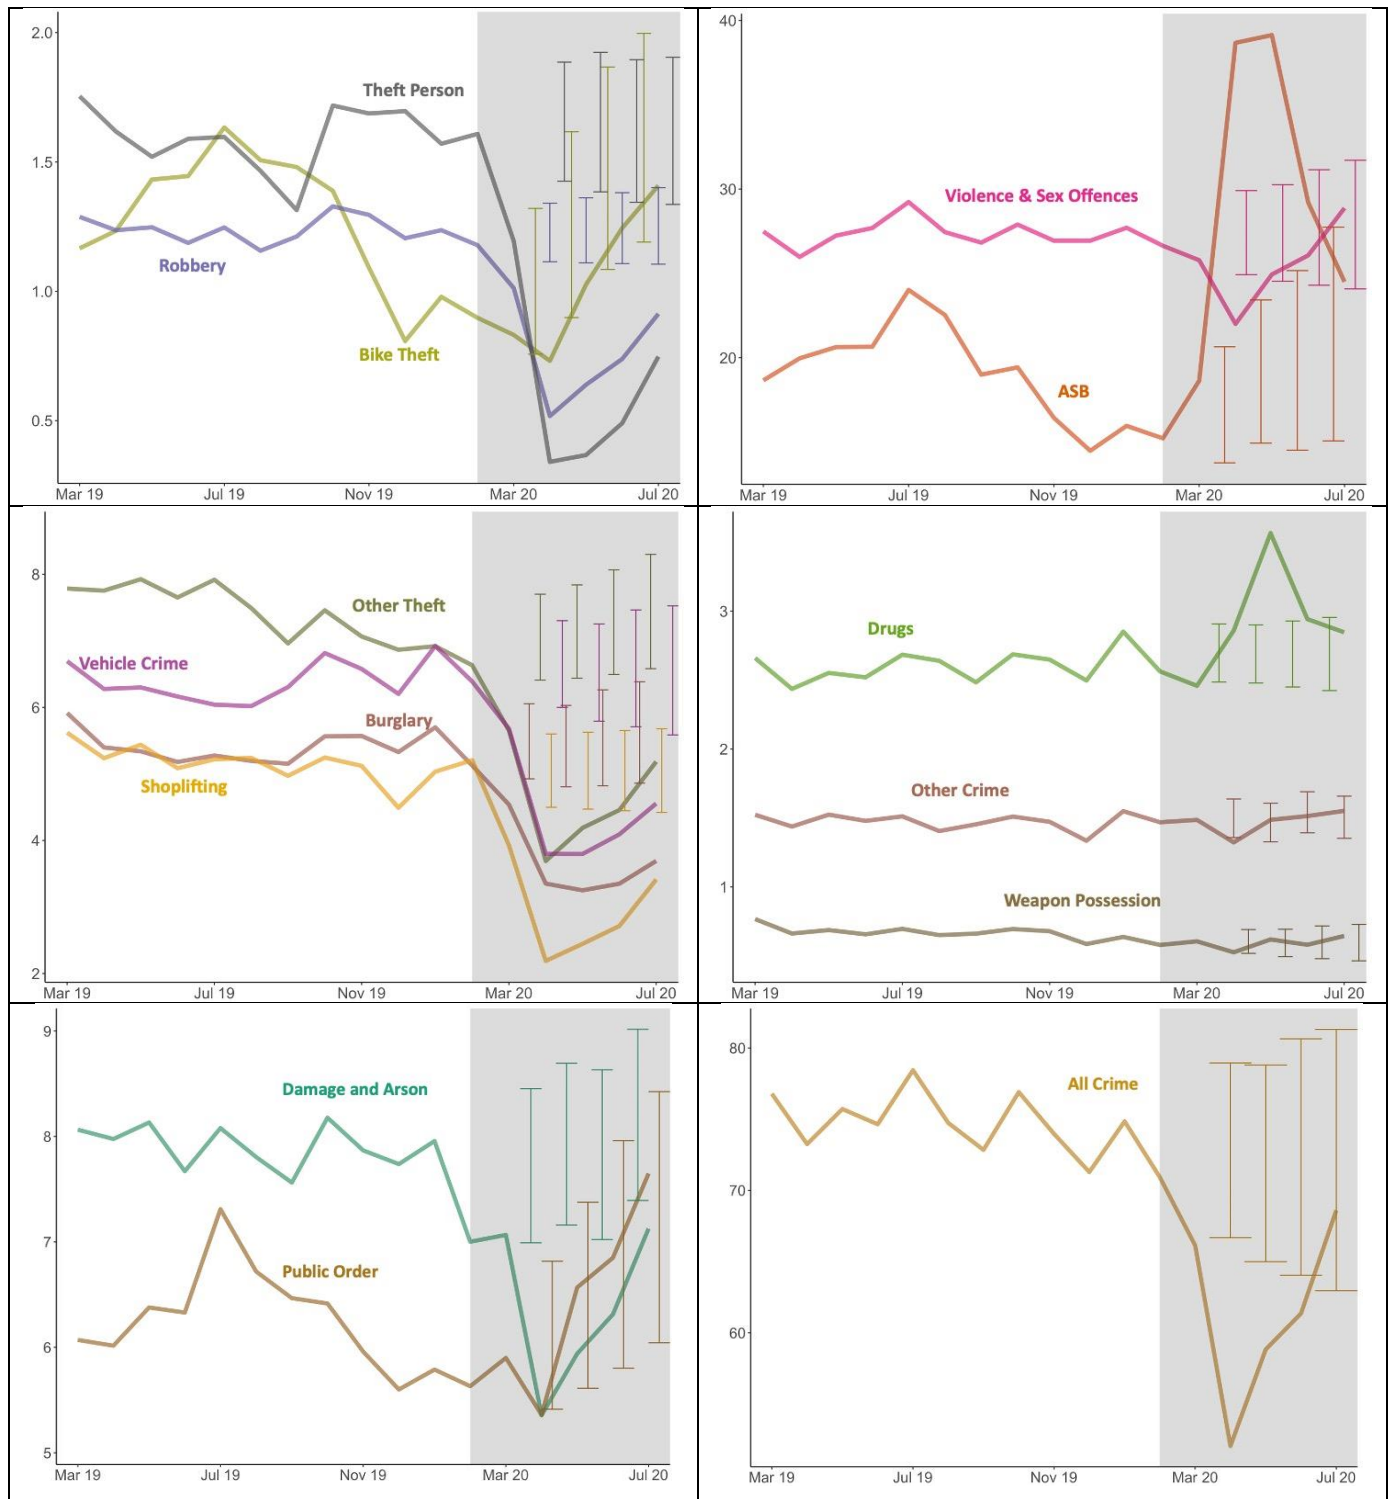 2.0
1.5
1.0
0.5
Theft Person
Robbery
Bike Theft
Mar 19 Jul 19 Nov 19 Mar 20 Jul 20
40
30
20
Violence & Sex Offences
ASB
Mar 19 Jul 19 Nov 19 Mar 20 Jul 20
8
6
4
2
Other Theft
Vehicle Crime
Burglary
Shoplifting
Mar 19 Jul 19 Nov 19 Mar 20 Jul 20
3
2
1
Drugs
Other Crime
Weapon Possession
Mar 19 Jul 19 Nov 19 Mar 20 Jul 20
9
8
7
6
5
Damage and Arson
Public Order
Mar 19 Jul 19 Nov 19 Mar 20 Jul 20
80
70
60
All Crime
Mar 19 Jul 19 Nov 19 Mar 20 Jul 20